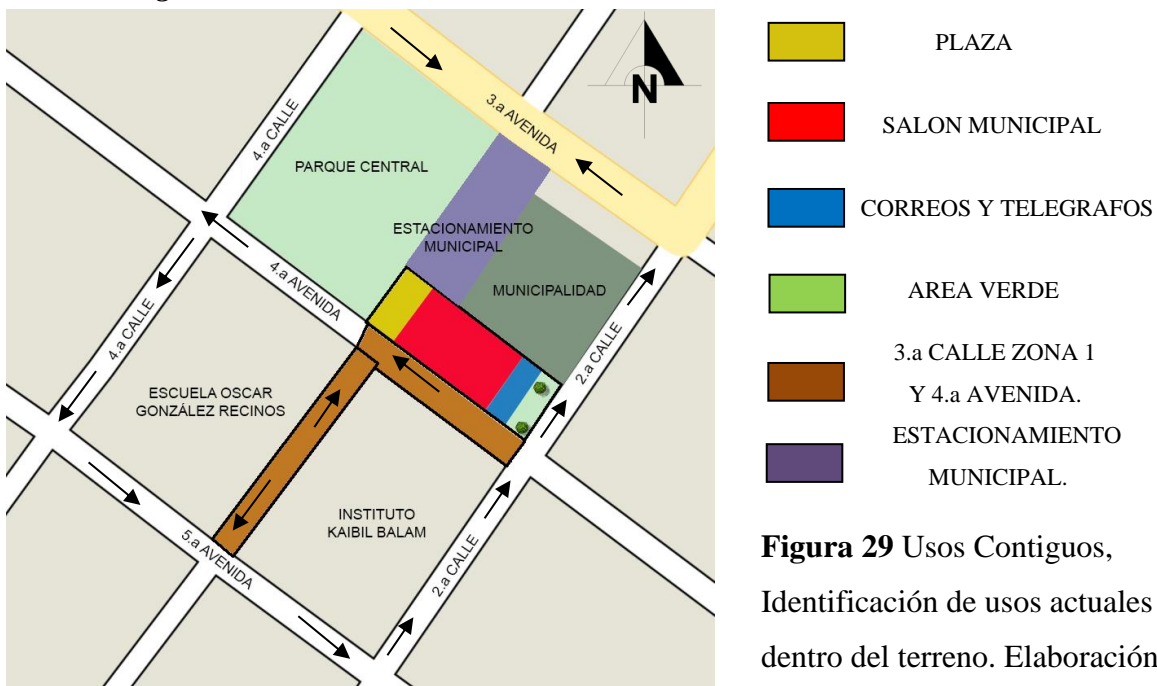 3.a AVENIDA
N
4.a CALLE
PARQUE CENTRAL
ESTACIONAMIENTO
MUNICIPAL
MUNICIPALIDAD
4.a AVENIDA
4.a CALLE
2.a CALLE
ESCUELA OSCAR
GONZÁLEZ RECINOS
INSTITUTO
KAIBIL BALAM
5.a AVENIDA
2.a CALLE
PLAZA
SALON MUNICIPAL
CORREOS Y TELEGRAFOS
AREA VERDE
3.a CALLE ZONA 1
Y 4.a AVENIDA.
ESTACIONAMIENTO
MUNICIPAL.
Figura 29 Usos Contiguos,
Identificación de usos actuales
dentro del terreno. Elaboración